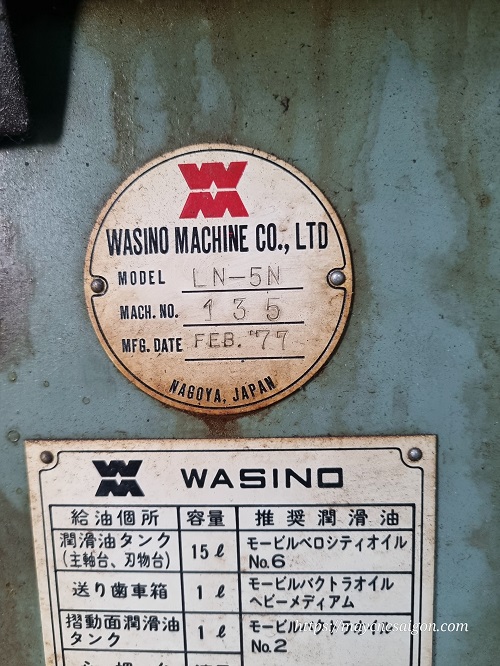 WASINO MACHINE CO., LTD
MODEL LN-5N
MACH. NO. 135
MFG. DATE FEB. '77
NAGOYA, JAPAN
WASINO
給油個所 容量 推奨潤滑油
潤滑油タンク
(主軸台、刃物台) 15ℓ モービルベロシティオイル
No.6
送り歯車箱 1ℓ モービルバクトラオイル
ヘビーメディアム
摺動面潤滑油
タンク 1ℓ モービル
No.2